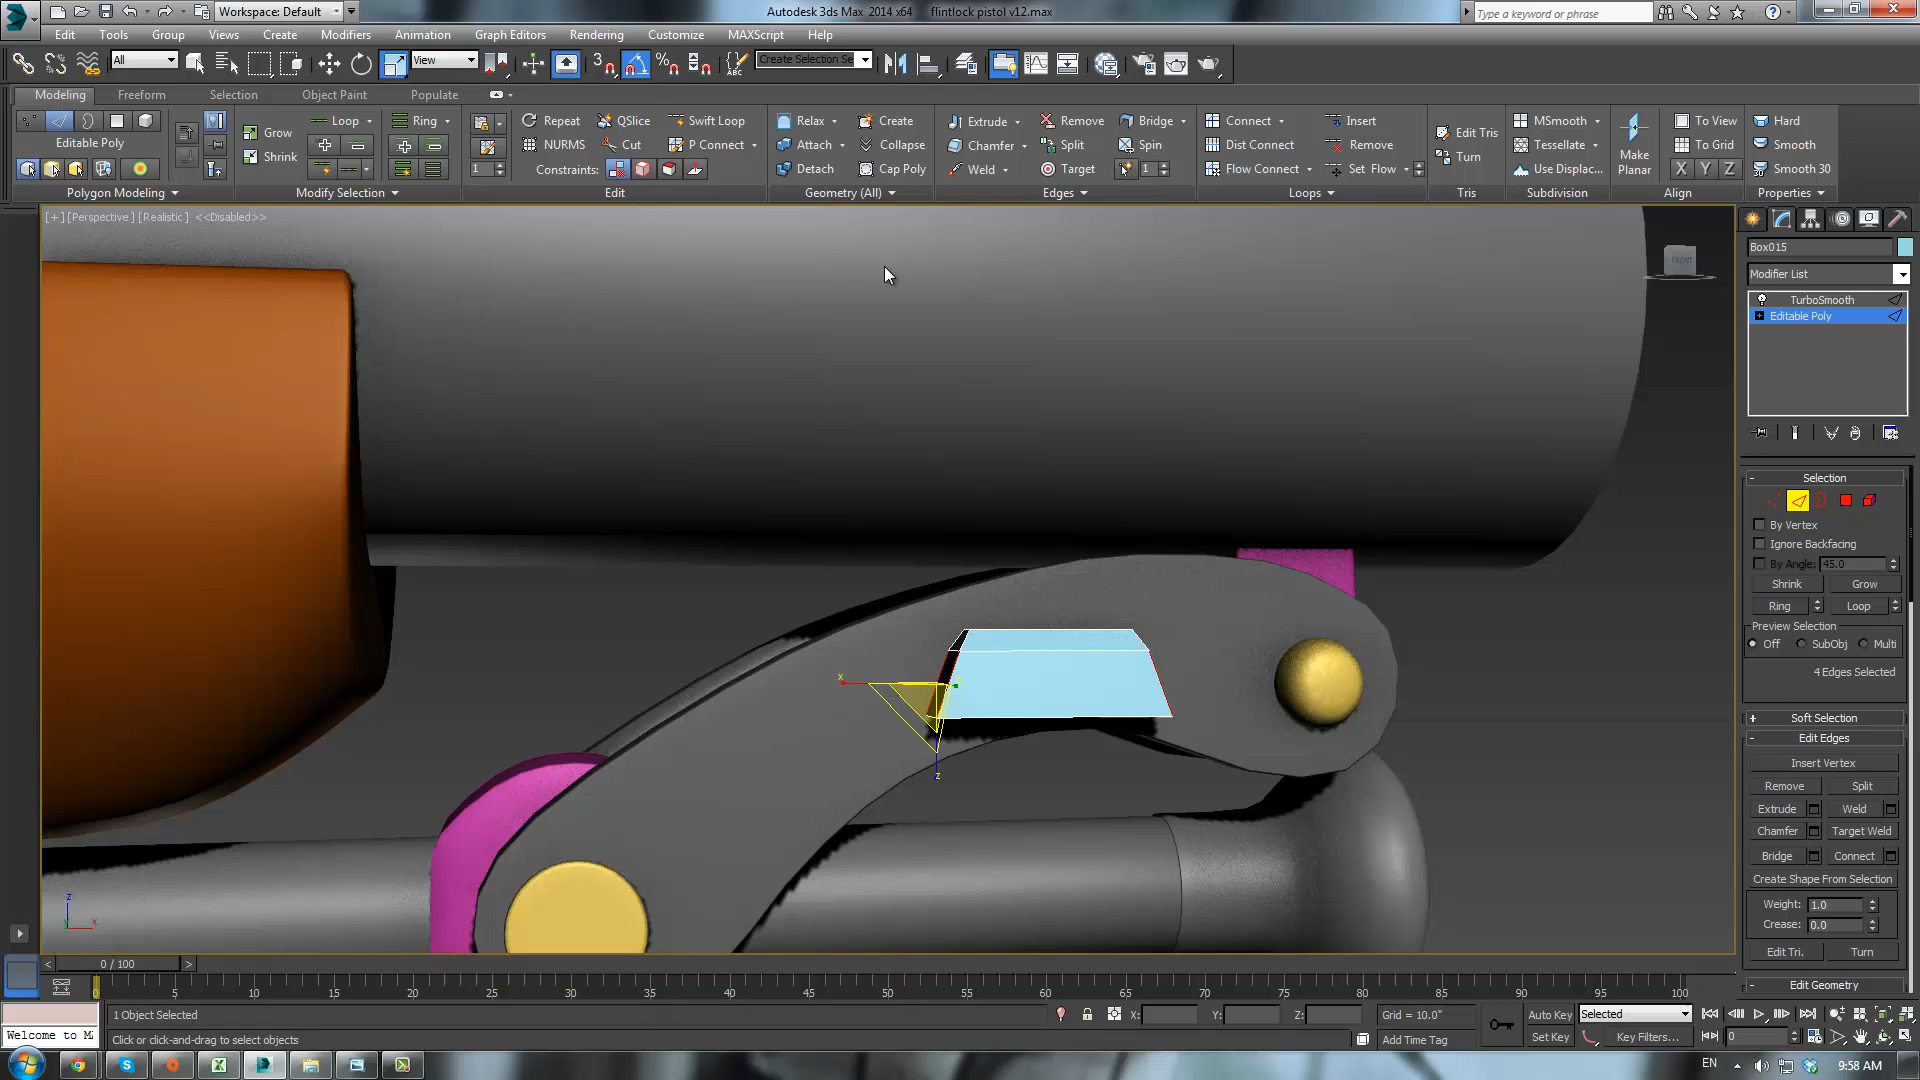 Workspace: Default
Autodesk 3ds Max 2014 x64 flintlock pistol v12.max
Type a keyword or phrase
Edit Tools Group Views Create Modifiers Animation Graph Editors Rendering Customize MAXScript Help
All View Create Selection Se
Modeling Freeform Selection Object Paint Populate
Grow Loop Ring Repeat QSlice Swift Loop Relax Create Extrude Remove Bridge Connect Insert Edit Tris MSmooth To View Hard
Editable Poly Shrink NURMS Cut P Connect Attach Collapse Chamfer Split Spin Dist Connect Remove Turn Tessellate To Grid Smooth
1 Constraints: Detach Cap Poly Weld Target 1 Flow Connect Set Flow Use Displac... Make Planar X Y Z Smooth 30
Polygon Modeling Modify Selection Edit Geometry (All) Edges Loops Tris Subdivision Align Properties
[+] [Perspective] [Realistic] <<Disabled>>
FRONT
Box015
Modifier List
TurboSmooth
Editable Poly
Selection
By Vertex
Ignore Backfacing
By Angle: 45.0
Shrink Grow
Ring Loop
Preview Selection
Off SubObj Multi
4 Edges Selected
Soft Selection
Edit Edges
Insert Vertex
Remove Split
Extrude Weld
Chamfer Target Weld
Bridge Connect
Create Shape From Selection
Weight: 1.0
Crease: 0.0
Edit Tri. Turn
Edit Geometry
x
z
z
x
0 / 100
0 5 10 15 20 25 30 35 40 45 50 55 60 65 70 75 80 85 90 95 100
1 Object Selected X: Y: Z: Grid = 10.0" Auto Key Selected
Welcome to M Click or click-and-drag to select objects Add Time Tag Set Key Key Filters... 0
EN 9:58 AM